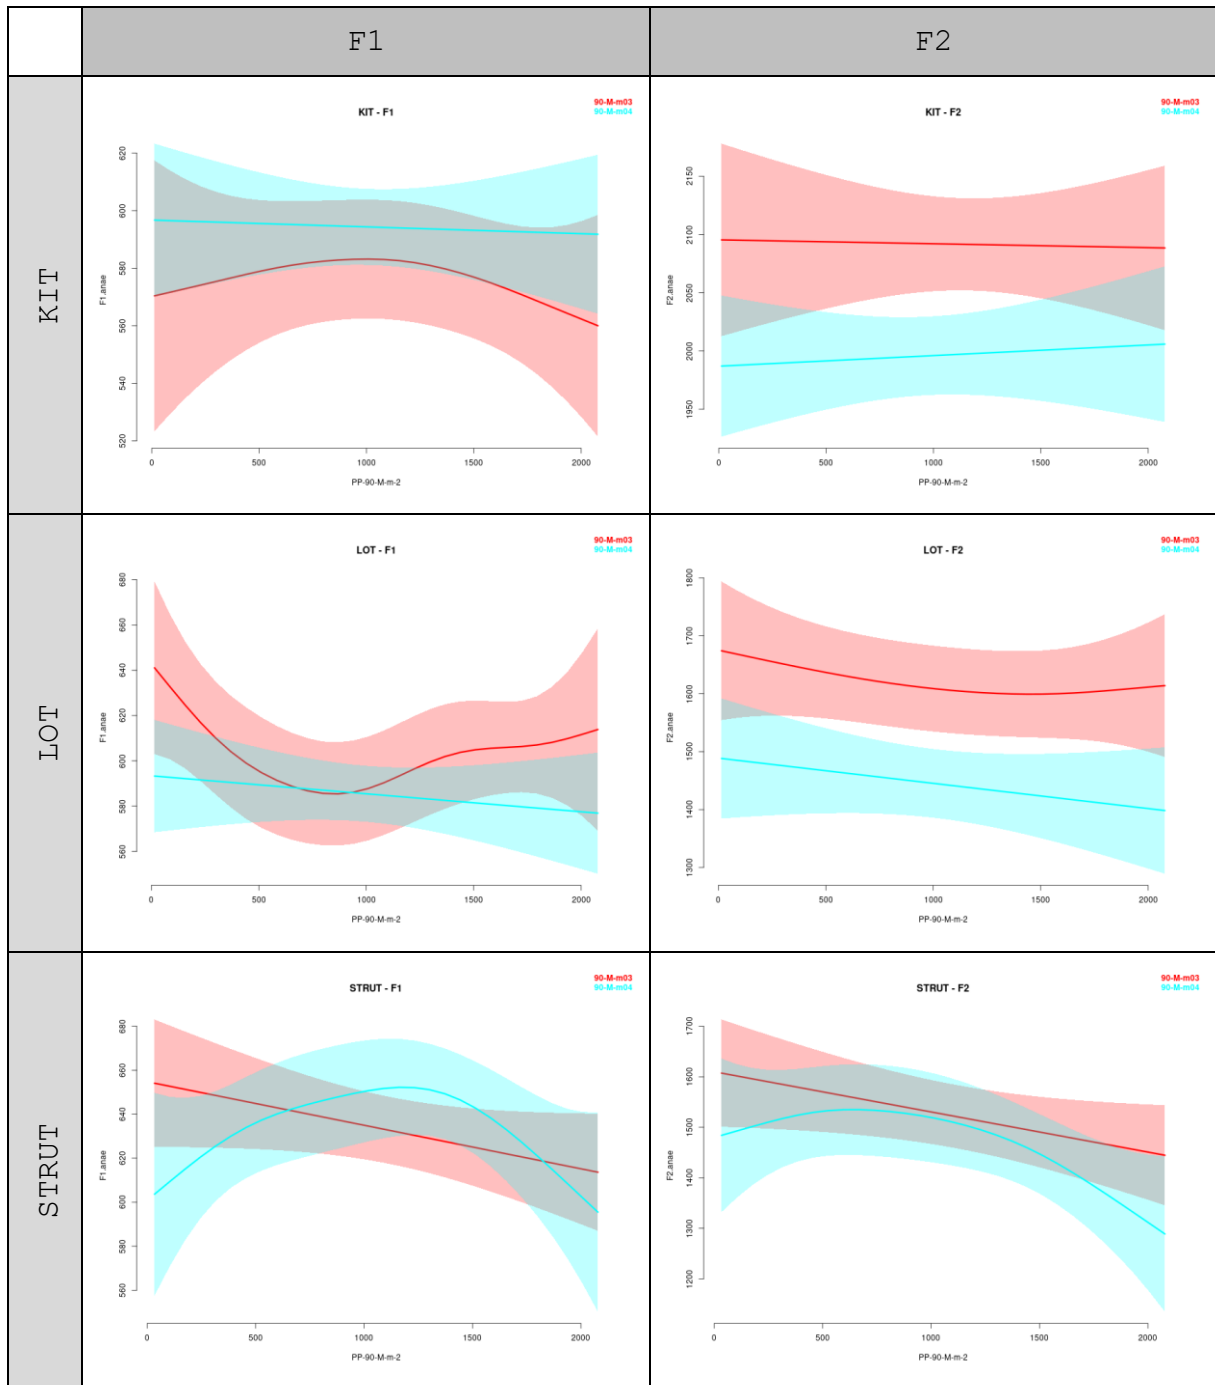 F1 F2
KIT
KIT - F1
90-M-m03
90-M-m04
F1.anae
620
600
580
560
540
520
0 500 1000 1500 2000
PP-90-M-m-2
KIT - F2
90-M-m03
90-M-m04
F2.anae
2150
2100
2050
2000
1950
0 500 1000 1500 2000
PP-90-M-m-2
LOT
LOT - F1
90-M-m03
90-M-m04
F1.anae
680
660
640
620
600
580
560
0 500 1000 1500 2000
PP-90-M-m-2
LOT - F2
90-M-m03
90-M-m04
F2.anae
1800
1700
1600
1500
1400
1300
0 500 1000 1500 2000
PP-90-M-m-2
STRUT
STRUT - F1
90-M-m03
90-M-m04
F1.anae
680
660
640
620
600
580
560
0 500 1000 1500 2000
PP-90-M-m-2
STRUT - F2
90-M-m03
90-M-m04
F2.anae
1700
1600
1500
1400
1300
1200
0 500 1000 1500 2000
PP-90-M-m-2